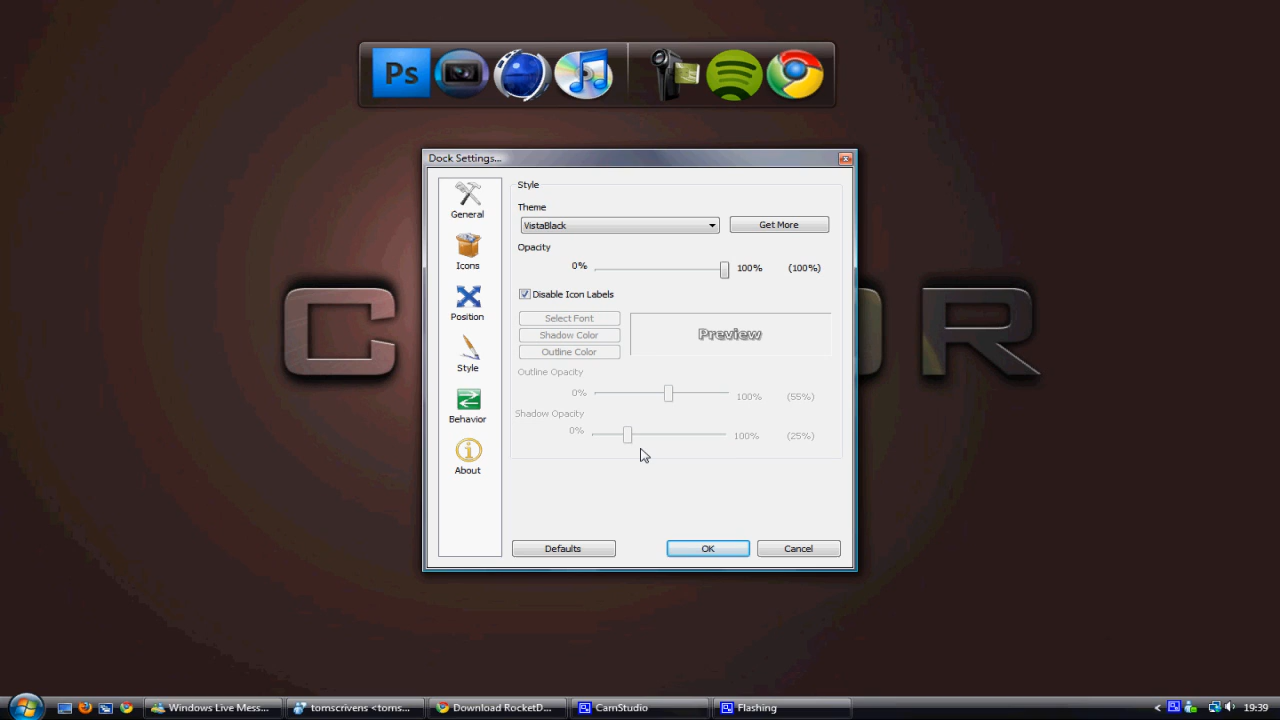 Ps
Dock Settings...
General
Icons
Position
Style
Behavior
About
Style
Theme
VistaBlack
Get More
Opacity
0% 100% (100%)
Disable Icon Labels
Select Font
Shadow Color
Outline Color
Preview
Outline Opacity
0% 100% (55%)
Shadow Opacity
0% 100% (25%)
Defaults OK Cancel
C R
Windows Live Mess... tomscrivens <toms... Download RocketD... CamStudio Flashing < 19:39